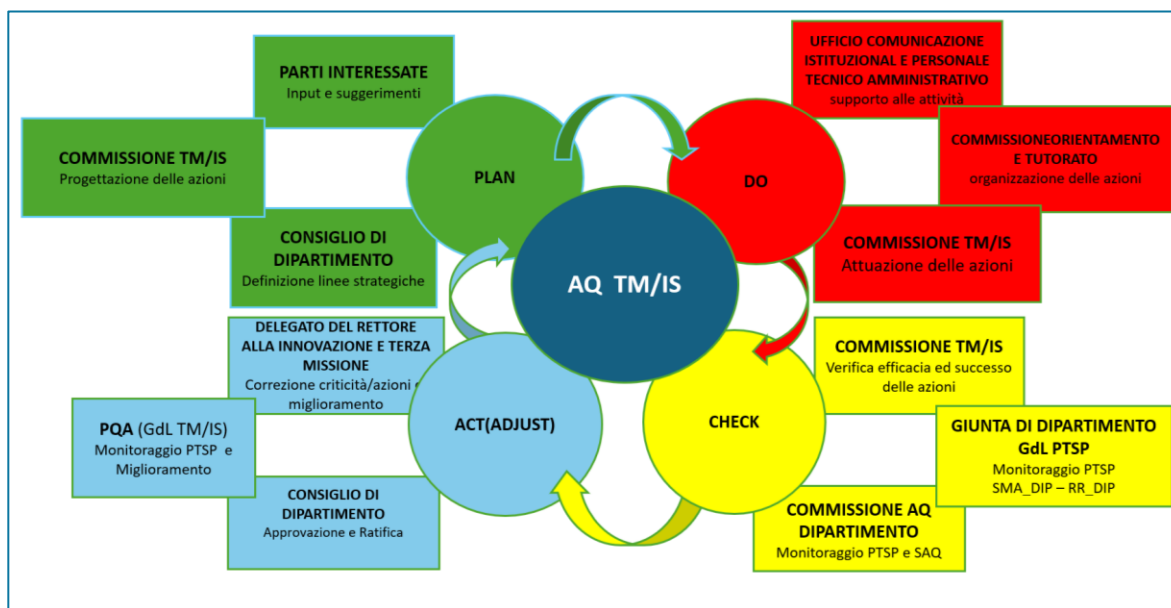 PARTI INTERESSATE
Input e suggerimenti
COMMISSIONE TM/IS
Progettazione delle azioni
CONSIGLIO DI
DIPARTIMENTO
Definizione linee strategiche
PLAN
UFFICIO COMUNICAZIONE
ISTITUZIONAL E PERSONALE
TECNICO AMMINISTRATIVO
supporto alle attività
COMMISSIONEORIENTAMENTO
E TUTORATO
organizzazione delle azioni
COMMISSIONE TM/IS
Attuazione delle azioni
DO
AQ TM/IS
DELEGATO DEL RETTORE
ALLA INNOVAZIONE E TERZA
MISSIONE
Correzione criticità/azioni
miglioramento
PQA (GdL TM/IS)
Monitoraggio PTSP e
Miglioramento
CONSIGLIO DI
DIPARTIMENTO
Approvazione e Ratifica
ACT(ADJUST)
CHECK
COMMISSIONE TM/IS
Verifica efficacia ed successo
delle azioni
GIUNTA DI DIPARTIMENTO
GdL PTSP
Monitoraggio PTSP
SMA_DIP – RR_DIP
COMMISSIONE AQ
DIPARTIMENTO
Monitoraggio PTSP e SAQ